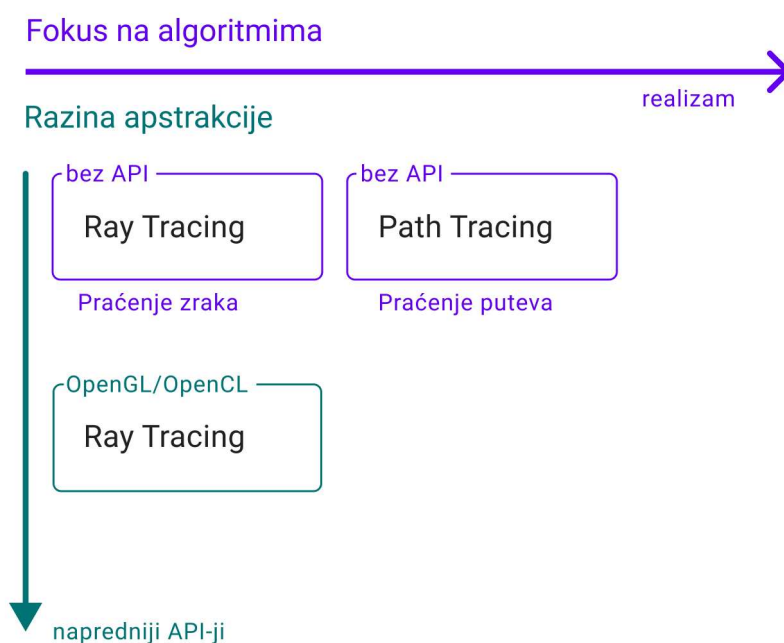 Fokus na algoritmima
realizam
Razina apstrakcije
bez API
bez API
Ray Tracing
Path Tracing
Praćenje zraka
Praćenje puteva
OpenGL/OpenCL
Ray Tracing
napredniji API-ji